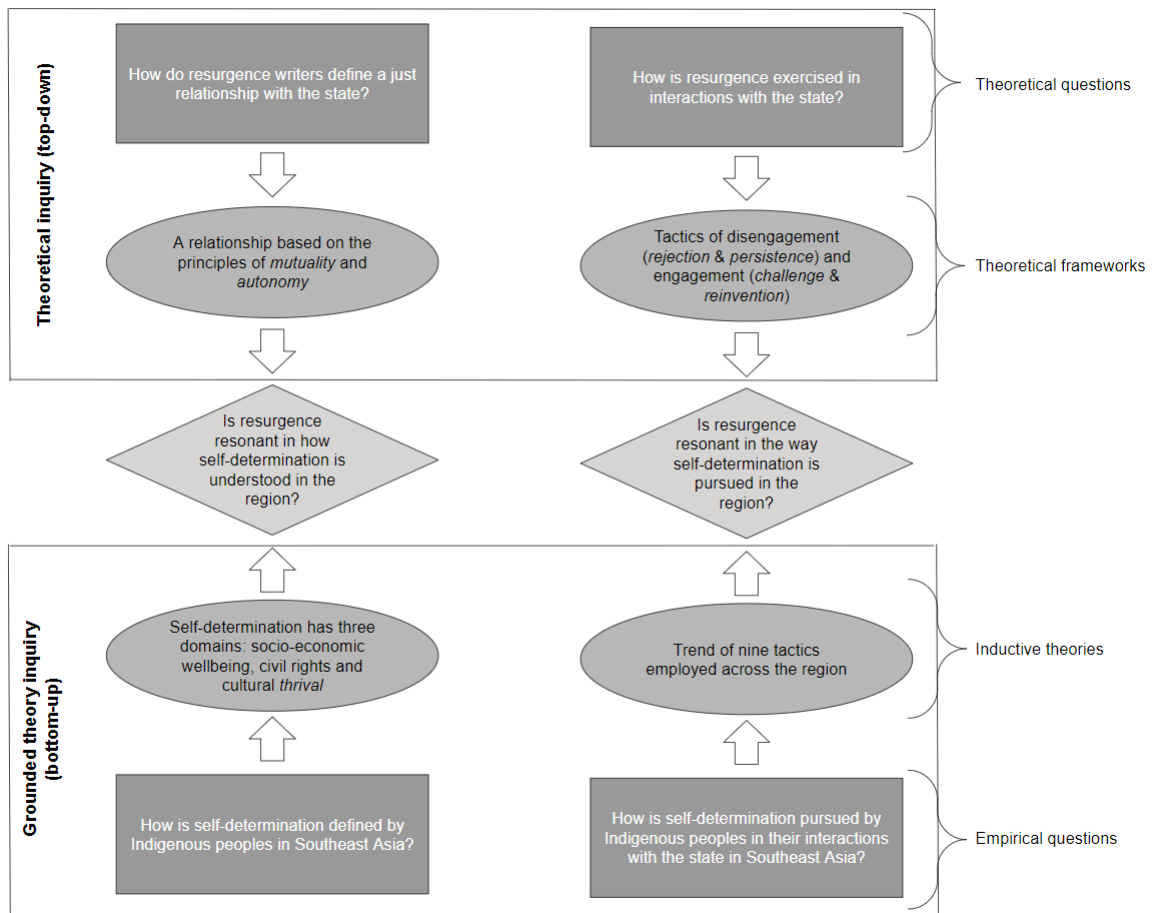 Theoretical inquiry (top-down)
How do resurgence writers define a just
relationship with the state?
How is resurgence exercised in
interactions with the state?
Theoretical questions
A relationship based on the
principles of mutuality and
autonomy
Tactics of disengagement
(rejection & persistence) and
engagement (challenge &
reinvention)
Theoretical frameworks
Is resurgence
resonant in how
self-determination is
understood in the
region?
Is resurgence
resonant in the way
self-determination is
pursued in the
region?
Grounded theory inquiry
(bottom-up)
Self-determination has three
domains: socio-economic
wellbeing, civil rights and
cultural thrival
Trend of nine tactics
employed across the region
Inductive theories
How is self-determination defined by
Indigenous peoples in Southeast Asia?
How is self-determination pursued by
Indigenous peoples in their interactions
with the state in Southeast Asia?
Empirical questions